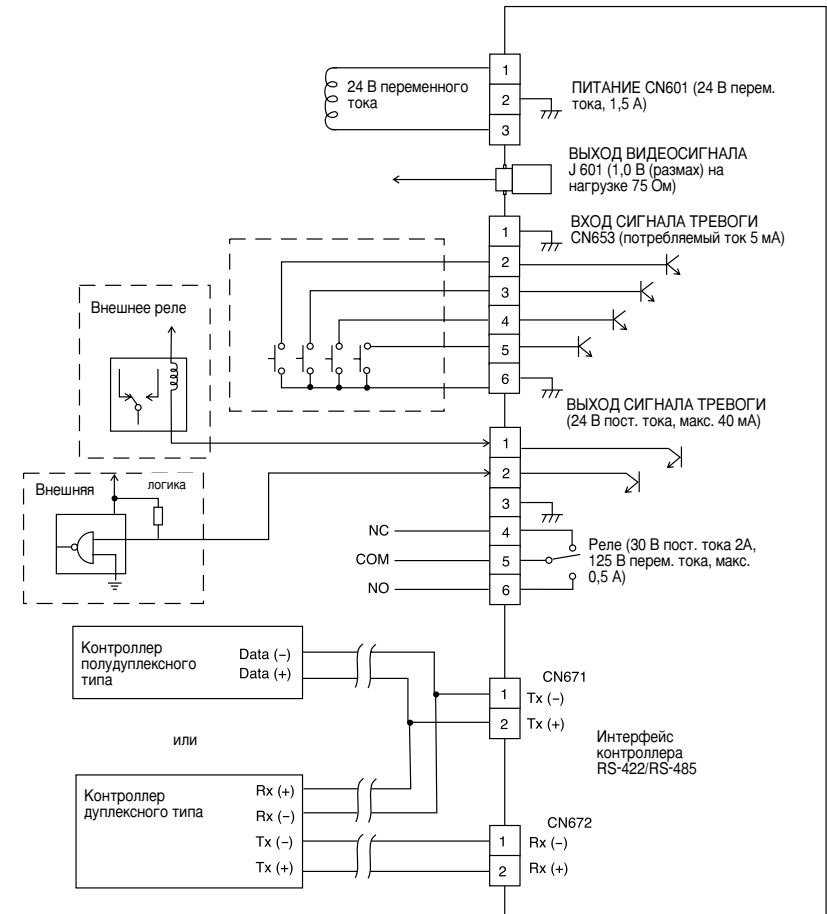 24 В переменного
тока
1
2
3
ПИТАНИЕ CN601 (24 В перем.
тока, 1,5 А)
ВЫХОД ВИДЕОСИГНАЛА
J 601 (1,0 В (размах) на
нагрузке 75 Ом)
ВХОД СИГНАЛА ТРЕВОГИ
CN653 (потребляемый ток 5 мА)
1
2
3
4
5
6
Внешнее реле
ВЫХОД СИГНАЛА ТРЕВОГИ
(24 В пост. тока, макс. 40 мА)
1
2
3
4
5
6
Внешняя
логика
NC
COM
NO
Реле (30 В пост. тока 2А,
125 В перем. тока, макс.
0,5 А)
Контроллер
полудуплексного
типа
Data (−)
Data (+)
CN671
1
Tx (−)
2
Tx (+)
или
Интерфейс
контроллера
RS-422/RS-485
Контроллер
дуплексного типа
Rx (+)
Rx (−)
Tx (−)
Tx (+)
CN672
1
Rx (−)
2
Rx (+)